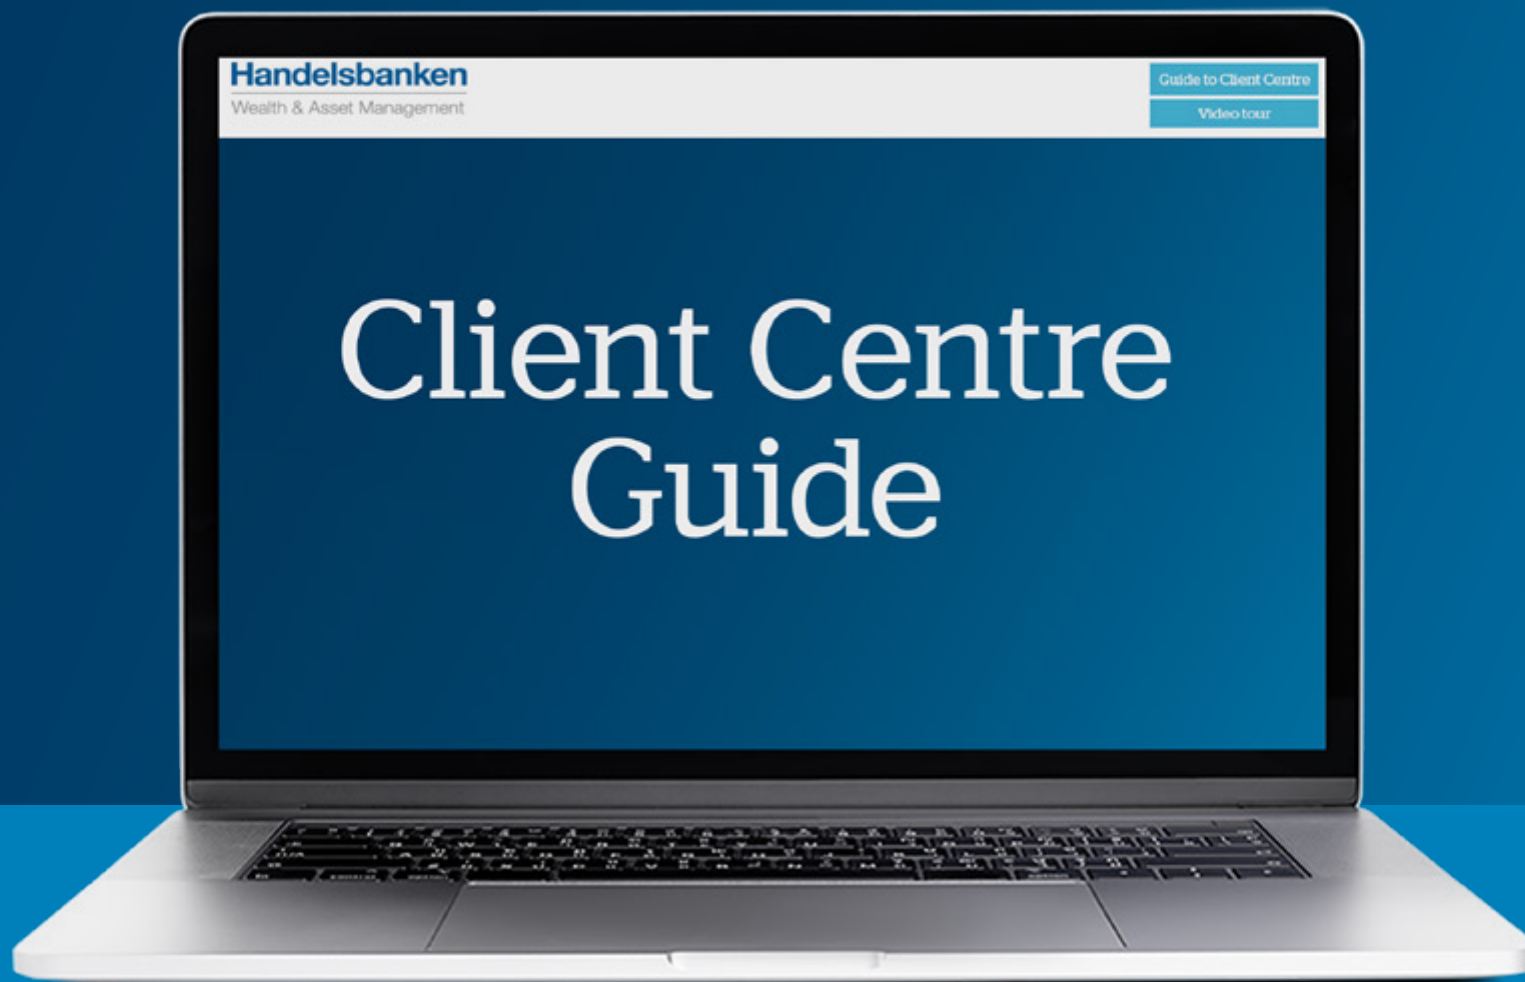 Handelsbanken
Wealth & Asset Management
Guide to Client Centre
Video tour
Client Centre
Guide